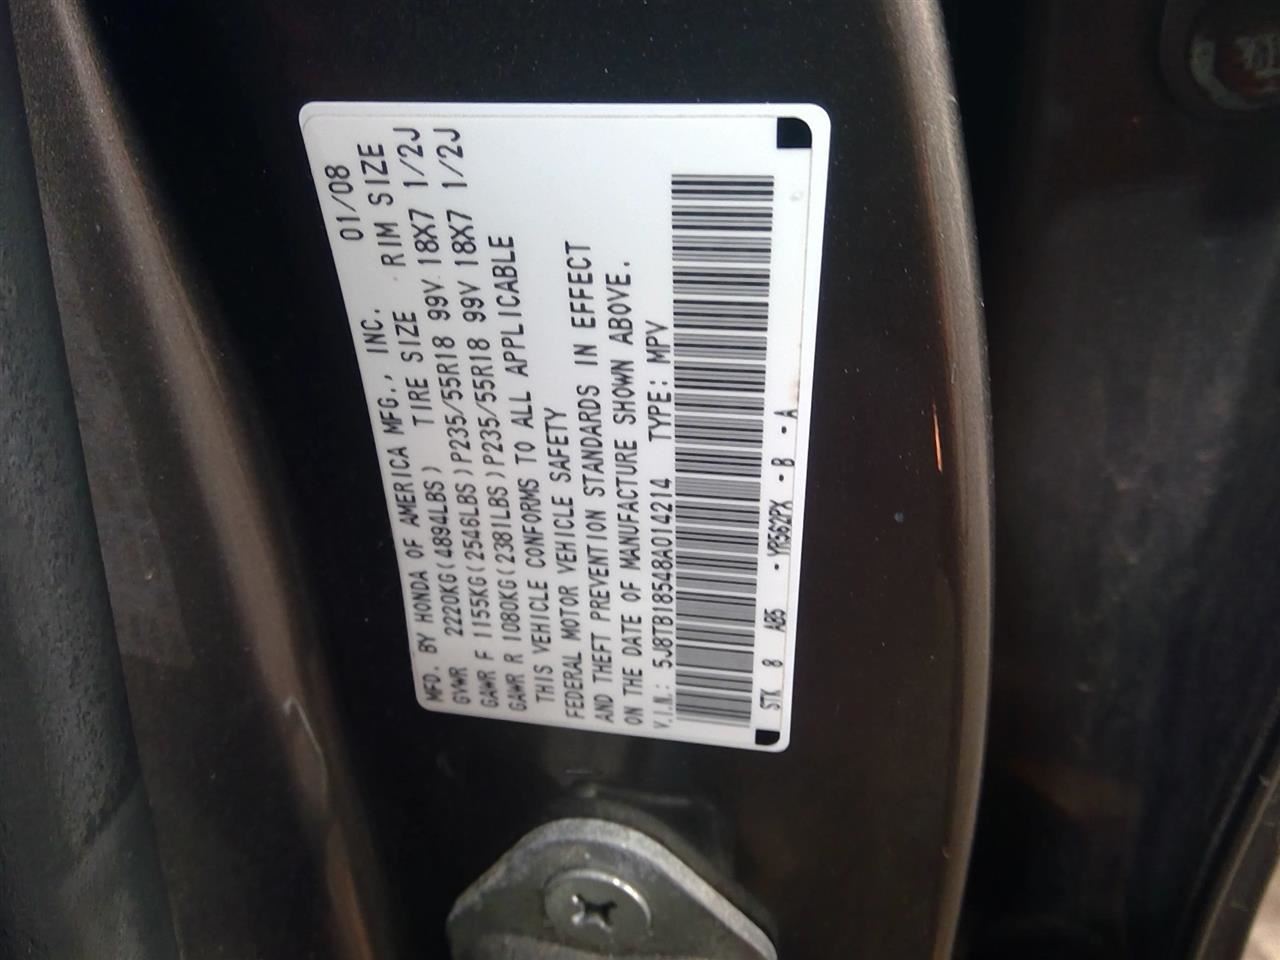 MFD. BY HONDA OF AMERICA MFG., INC. 01/08
GVWR 2220KG(4894LBS) TIRE SIZE RIM SIZE
GAWR F 1155KG(2546LBS)P235/55R18 99V 18X7 1/2J
GAWR R 1080KG(2381LBS)P235/55R18 99V 18X7 1/2J
THIS VEHICLE CONFORMS TO ALL APPLICABLE
FEDERAL MOTOR VEHICLE SAFETY
AND THEFT PREVENTION STANDARDS IN EFFECT
ON THE DATE OF MANUFACTURE SHOWN ABOVE.
V.I.N.: 5J8TB18548A014214 TYPE: MPV
STK 8 AB5 - YR562PX - B - A